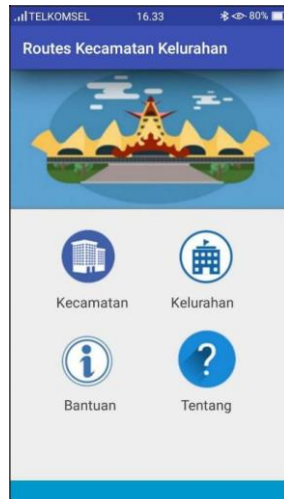 TELKOMSEL 16.33 80%
Routes Kecamatan Kelurahan
Kecamatan Kelurahan
Bantuan Tentang